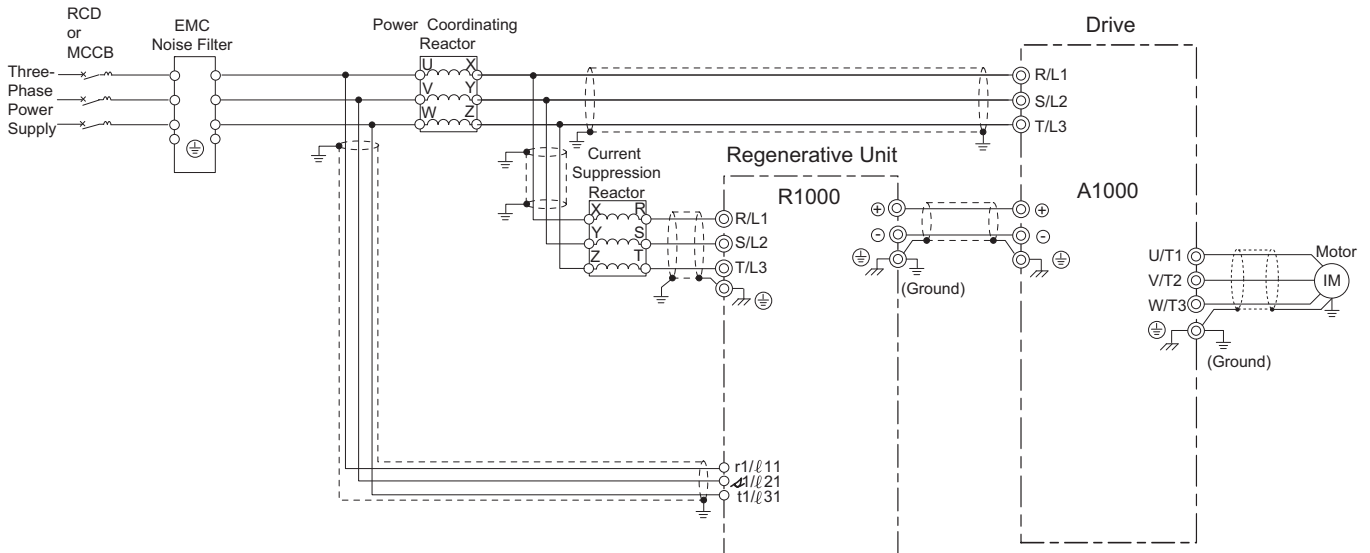 RCD
or
MCCB
EMC
Noise Filter
Power Coordinating
Reactor
Drive
Three-
Phase
Power
Supply
U X
V Y
W Z
R/L1
S/L2
T/L3
Current
Suppression
Reactor
X R
Y S
Z T
Regenerative Unit
R1000
R/L1
S/L2
T/L3
+
-
(Ground)
A1000
+
-
U/T1
V/T2
W/T3
(Ground)
Motor
IM
r1/ℓ11
1/ℓ21
t1/ℓ31